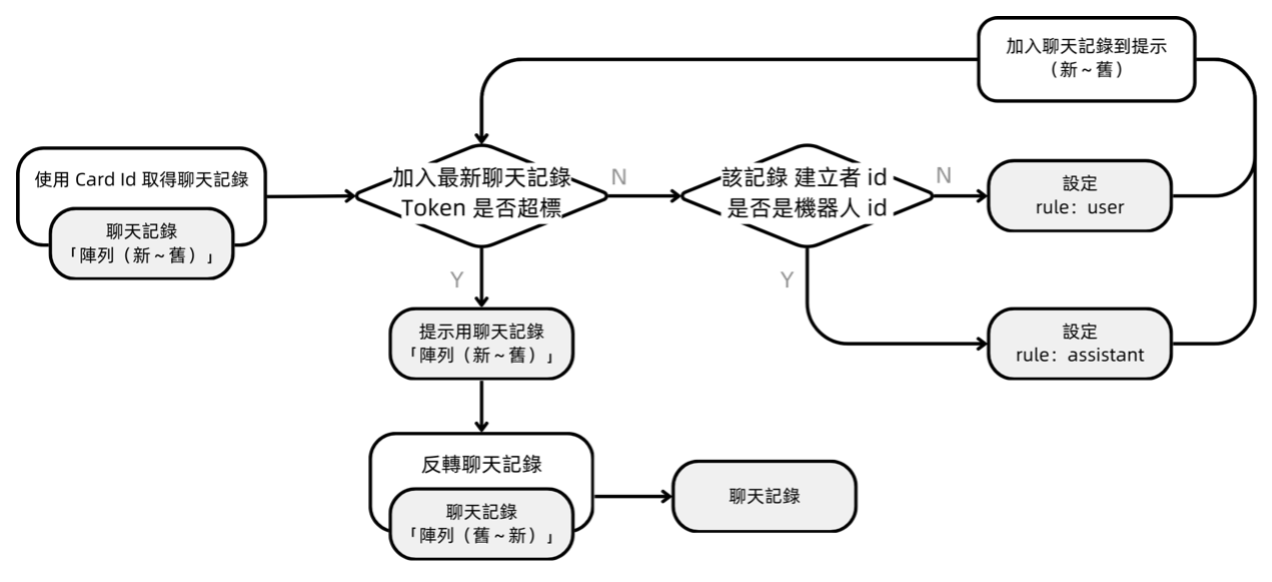 加入聊天記錄到提示
（新~舊）
使用 Card Id 取得聊天記錄
聊天記錄
「陣列（新~舊）」
加入最新聊天記錄
Token 是否超標
N
該記錄 建立者 id
是否是機器人 id
N
設定
rule：user
Y
Y
提示用聊天記錄
「陣列（新~舊）」
設定
rule：assistant
反轉聊天記錄
聊天記錄
「陣列（舊~新）」
聊天記錄